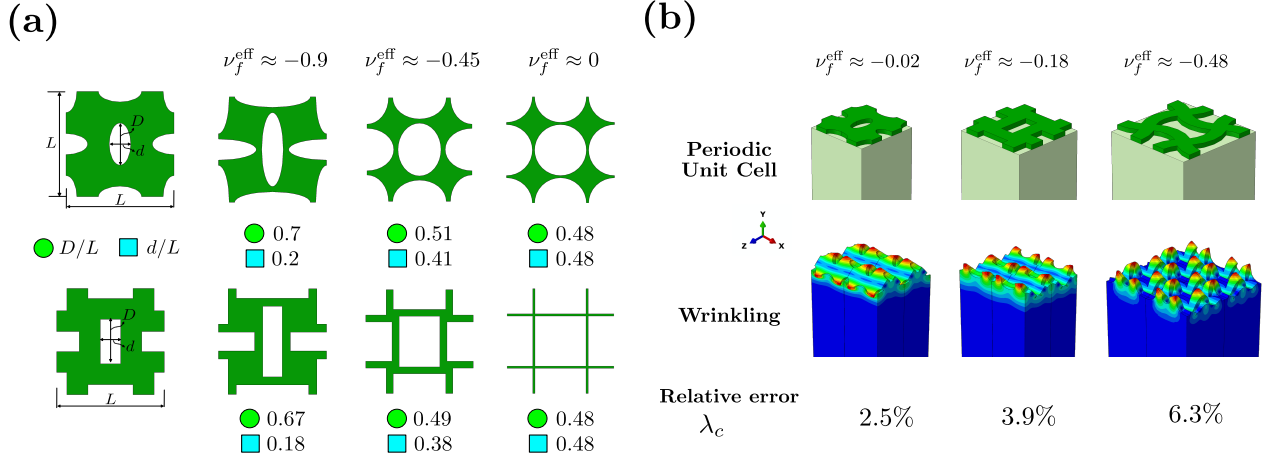 (a)
ν_f^eff ≈ −0.9 ν_f^eff ≈ −0.45 ν_f^eff ≈ 0
L D d
L
D/L d/L
0.7 0.51 0.48
0.2 0.41 0.48
D
d
L
0.67 0.49 0.48
0.18 0.38 0.48
(b)
ν_f^eff ≈ −0.02 ν_f^eff ≈ −0.18 ν_f^eff ≈ −0.48
Periodic
Unit Cell
Y
Z X
Wrinkling
Relative error
λ_c 2.5% 3.9% 6.3%